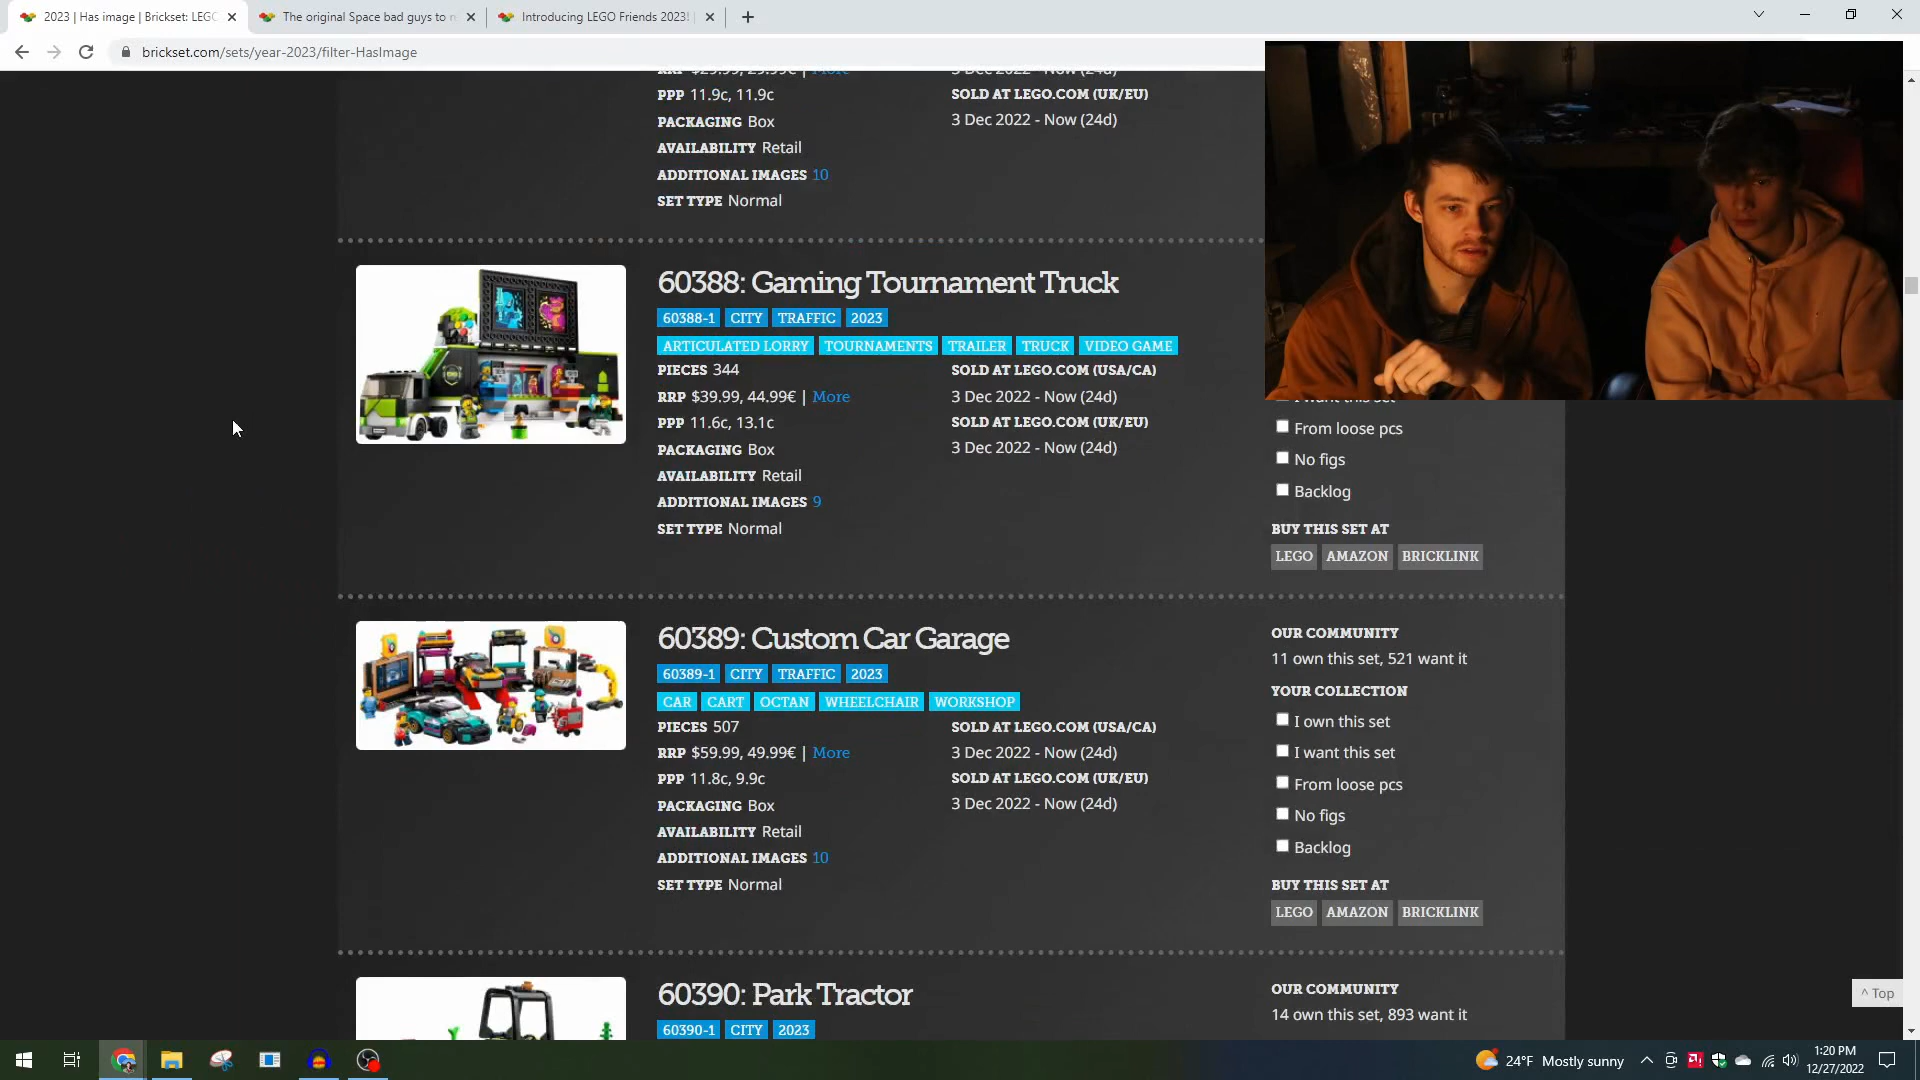 2023 | Has image | Brickset: LEGO
The original Space bad guys to r
Introducing LEGO Friends 2023!
brickset.com/sets/year-2023/filter-HasImage
3 Dec 2022 - Now (24d)
PPP 11.9c, 11.9c
SOLD AT LEGO.COM (UK/EU)
PACKAGING Box
3 Dec 2022 - Now (24d)
AVAILABILITY Retail
ADDITIONAL IMAGES 10
SET TYPE Normal
60388: Gaming Tournament Truck
60388-1 CITY TRAFFIC 2023
ARTICULATED LORRY TOURNAMENTS TRAILER TRUCK VIDEO GAME
PIECES 344
RRP $39.99, 44.99€ | More
PPP 11.6c, 13.1c
PACKAGING Box
AVAILABILITY Retail
ADDITIONAL IMAGES 9
SET TYPE Normal
SOLD AT LEGO.COM (USA/CA)
3 Dec 2022 - Now (24d)
SOLD AT LEGO.COM (UK/EU)
3 Dec 2022 - Now (24d)
I want this set
From loose pcs
No figs
Backlog
BUY THIS SET AT
LEGO AMAZON BRICKLINK
60389: Custom Car Garage
60389-1 CITY TRAFFIC 2023
CAR CART OCTAN WHEELCHAIR WORKSHOP
PIECES 507
RRP $59.99, 49.99€ | More
PPP 11.8c, 9.9c
PACKAGING Box
AVAILABILITY Retail
ADDITIONAL IMAGES 10
SET TYPE Normal
SOLD AT LEGO.COM (USA/CA)
3 Dec 2022 - Now (24d)
SOLD AT LEGO.COM (UK/EU)
3 Dec 2022 - Now (24d)
OUR COMMUNITY
11 own this set, 521 want it
YOUR COLLECTION
I own this set
I want this set
From loose pcs
No figs
Backlog
BUY THIS SET AT
LEGO AMAZON BRICKLINK
60390: Park Tractor
60390-1 CITY 2023
OUR COMMUNITY
14 own this set, 893 want it
^ Top
24°F Mostly sunny
1:20 PM
12/27/2022